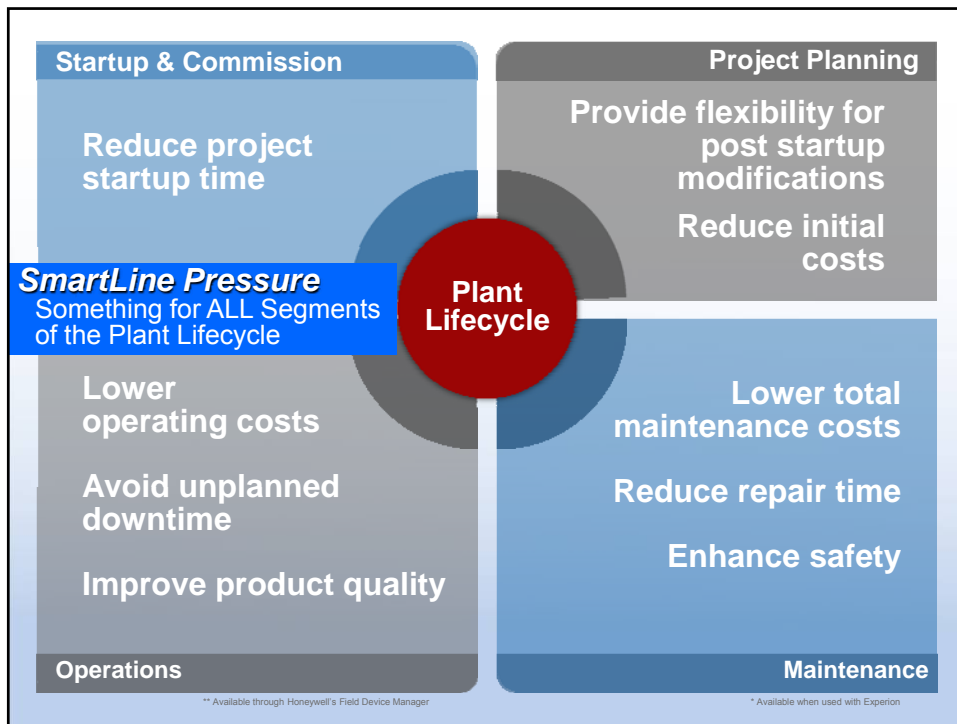 Startup & Commission
Reduce project
startup time
Project Planning
Provide flexibility for
post startup
modifications
Reduce initial
costs
SmartLine Pressure
Something for ALL Segments
of the Plant Lifecycle
Plant
Lifecycle
Lower
operating costs
Avoid unplanned
downtime
Improve product quality
Operations
Lower total
maintenance costs
Reduce repair time
Enhance safety
Maintenance
** Available through Honeywell's Field Device Manager
* Available when used with Experion